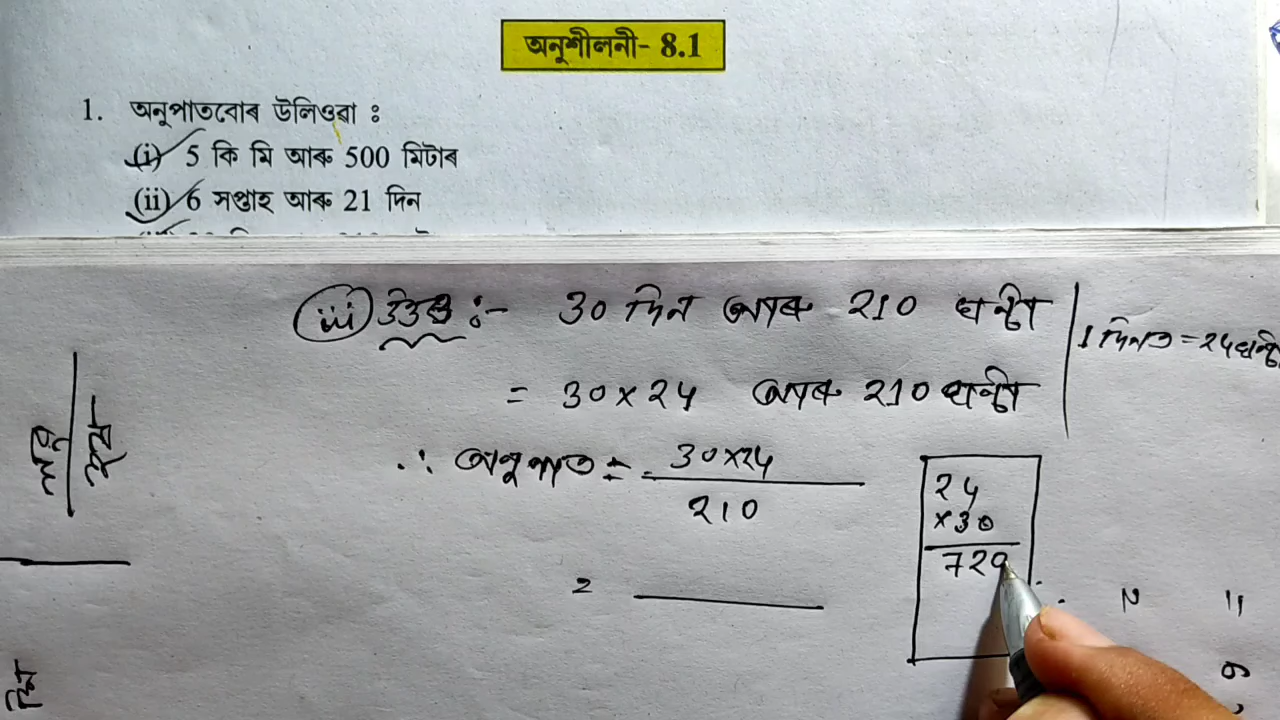 অনুশীলনী- 8.1
1. অনুপাতবোৰ উলিওৱা ঃ
(i) 5 কি মি আৰু 500 মিটাৰ
(ii) 6 সপ্তাহ আৰু 21 দিন
(iii) উত্তৰ :- 30 দিন আৰু 210 ঘন্টা
1 দিনত = 24 ঘন্টা
= 30 × 24 আৰু 210 ঘন্টা
∴ অনুপাত = 30×24
210
=
24
×30
720